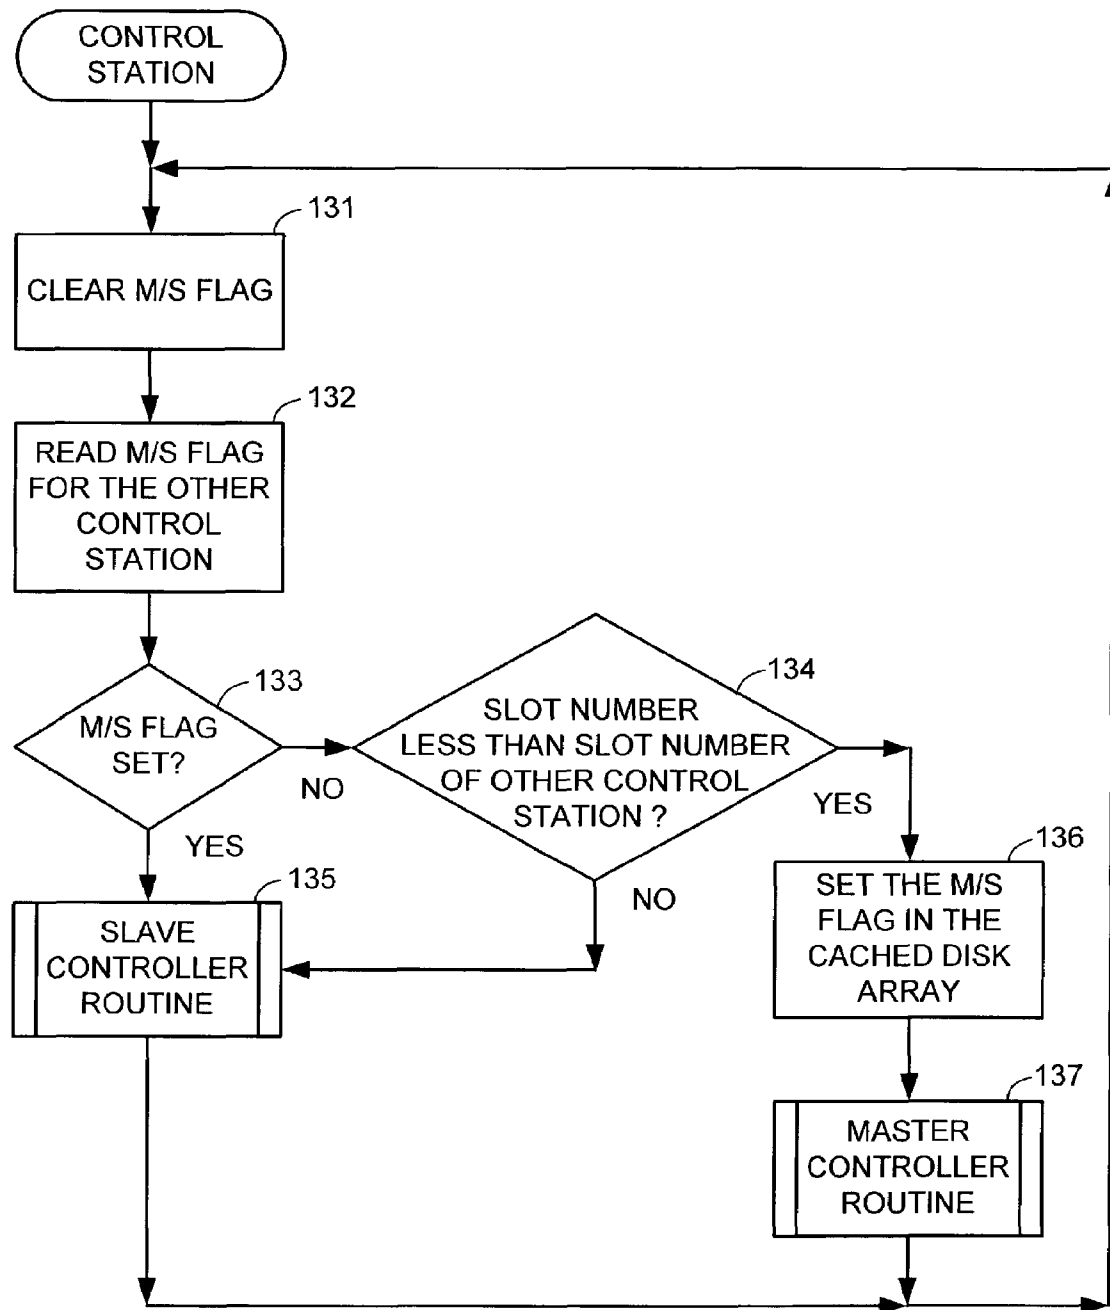 CONTROL
STATION
131
CLEAR M/S FLAG
132
READ M/S FLAG
FOR THE OTHER
CONTROL
STATION
133
M/S FLAG
SET?
NO
YES
134
SLOT NUMBER
LESS THAN SLOT NUMBER
OF OTHER CONTROL
STATION ?
YES
NO
135
SLAVE
CONTROLLER
ROUTINE
136
SET THE M/S
FLAG IN THE
CACHED DISK
ARRAY
137
MASTER
CONTROLLER
ROUTINE